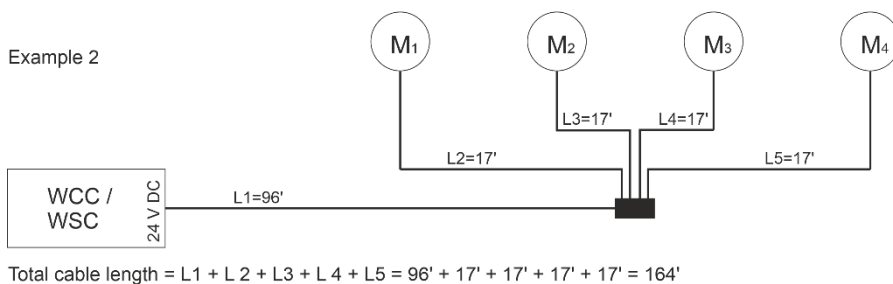 Example 2
M1
M2
M3
M4
L3=17'
L4=17'
L2=17'
L5=17'
WCC /
WSC
24 V DC
L1=96'
Total cable length = L1 + L 2 + L3 + L 4 + L5 = 96' + 17' + 17' + 17' + 17' = 164'